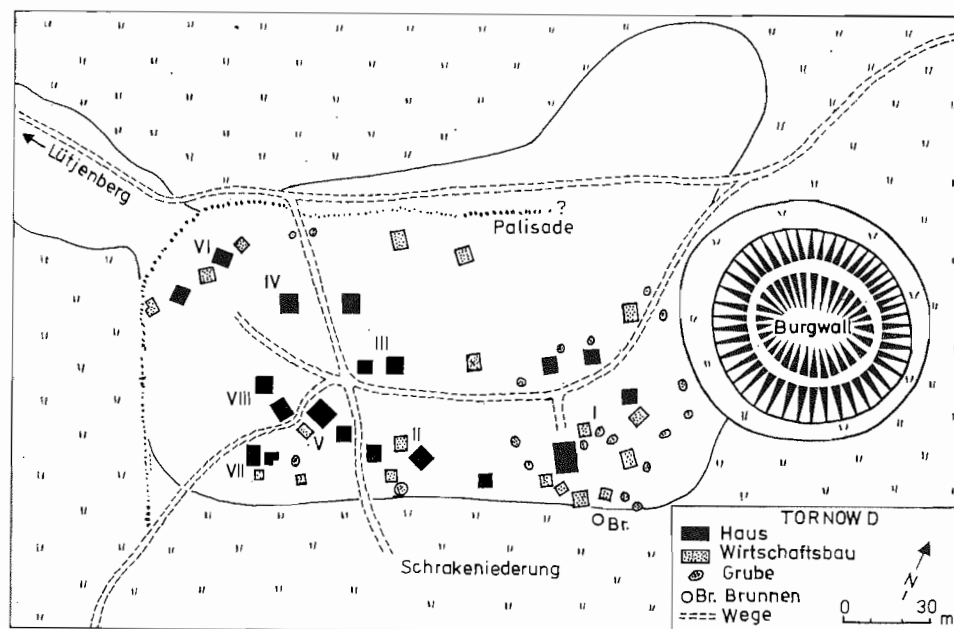 Lütjenberg
?
Palisade
VI
IV
III
Burgwall
VIII
I
V
II
VII
Br.
Schrakeniederung
TORNOW D
Haus
Wirtschaftsbau
Grube
Br. Brunnen
Wege
N
0 30
m